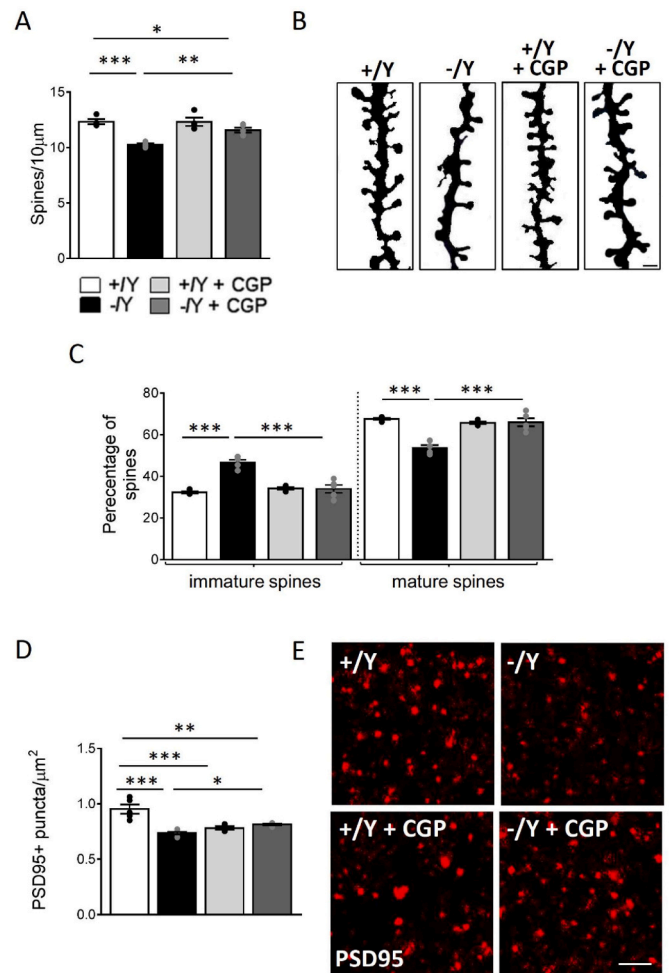 A
*
***
**
15
10
5
0
Spines/10µm
+/Y
+/Y + CGP
-/Y
-/Y + CGP
B
+/Y
-/Y
+/Y
+ CGP
-/Y
+ CGP
C
80
60
40
20
0
Perecentage of
spines
***
***
***
***
immature spines
mature spines
D
**
***
***
*
1.5
1.0
0.5
0.0
PSD95+ puncta/µm²
E
+/Y
-/Y
+/Y + CGP
-/Y + CGP
PSD95